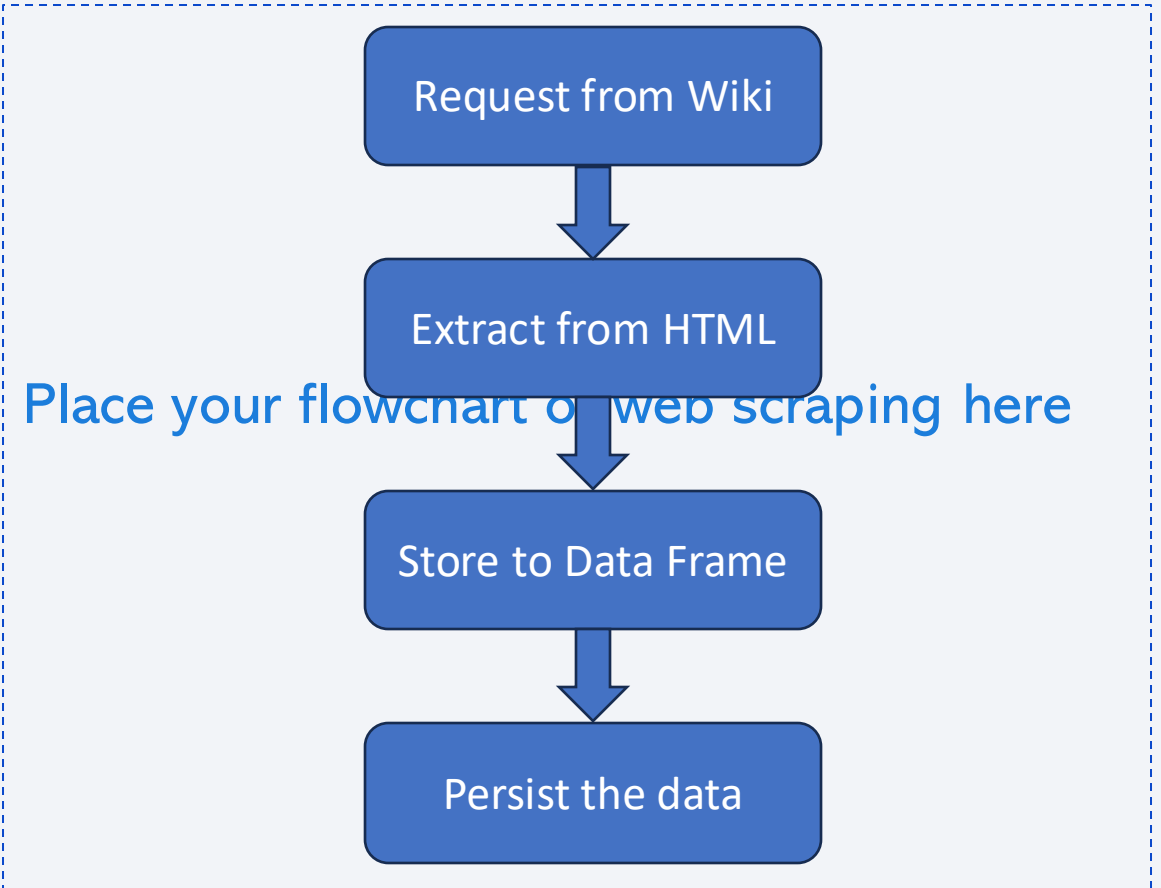 Request from Wiki
Extract from HTML
Place your flowchart of web scraping here
Store to Data Frame
Persist the data